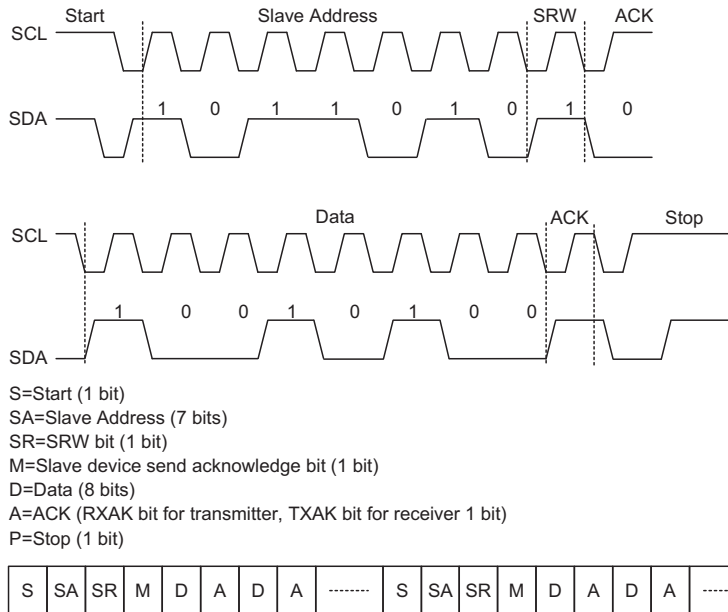 Start Slave Address SRW ACK
SCL
1 0 1 1 0 1 0 1 0
SDA
Data ACK Stop
SCL
1 0 0 1 0 1 0 0
SDA
S=Start (1 bit)
SA=Slave Address (7 bits)
SR=SRW bit (1 bit)
M=Slave device send acknowledge bit (1 bit)
D=Data (8 bits)
A=ACK (RXAK bit for transmitter, TXAK bit for receiver 1 bit)
P=Stop (1 bit)
S SA SR M D A D A ------- S SA SR M D A D A -----